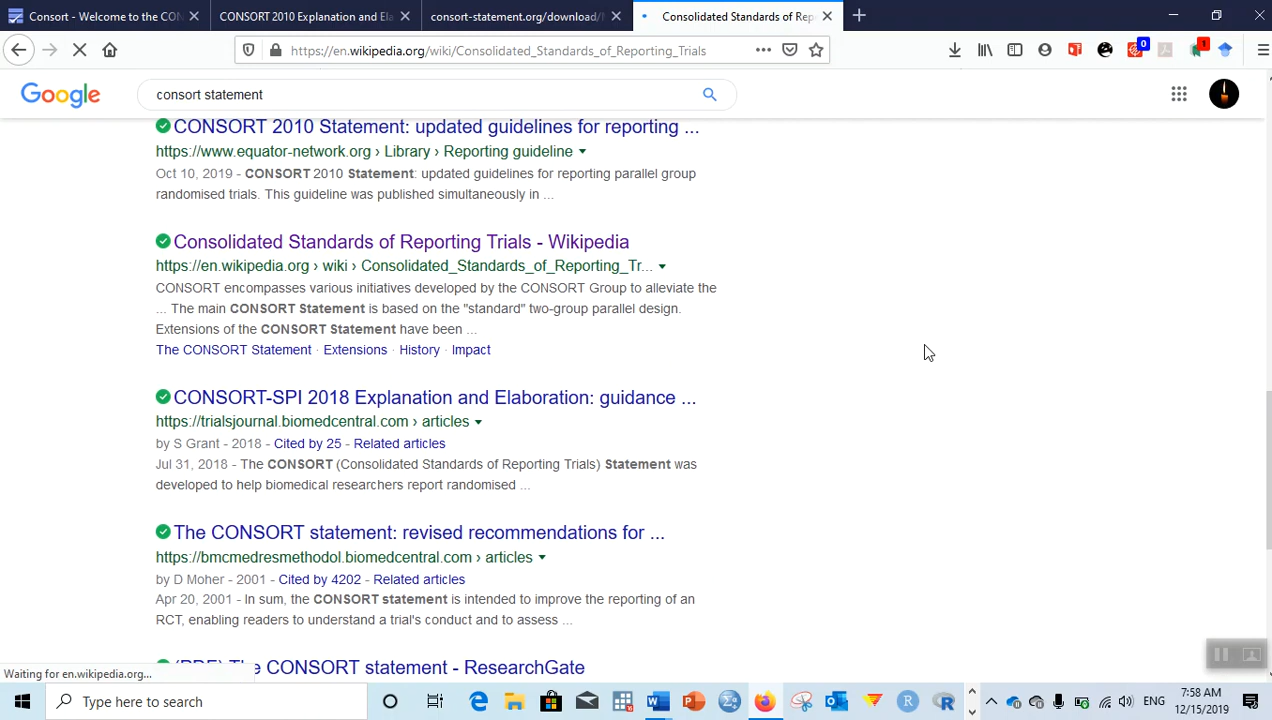 Consort - Welcome to the CON
CONSORT 2010 Explanation and Ela
consort-statement.org/download/
Consolidated Standards of Rep
https://en.wikipedia.org/wiki/Consolidated_Standards_of_Reporting_Trials
0
1
Google
consort statement
CONSORT 2010 Statement: updated guidelines for reporting ...
https://www.equator-network.org › Library › Reporting guideline
Oct 10, 2019 - CONSORT 2010 Statement: updated guidelines for reporting parallel group
randomised trials. This guideline was published simultaneously in ...
Consolidated Standards of Reporting Trials - Wikipedia
https://en.wikipedia.org › wiki › Consolidated_Standards_of_Reporting_Tr...
CONSORT encompasses various initiatives developed by the CONSORT Group to alleviate the
... The main CONSORT Statement is based on the "standard" two-group parallel design.
Extensions of the CONSORT Statement have been ...
The CONSORT Statement · Extensions · History · Impact
CONSORT-SPI 2018 Explanation and Elaboration: guidance ...
https://trialsjournal.biomedcentral.com › articles
by S Grant - 2018 - Cited by 25 - Related articles
Jul 31, 2018 - The CONSORT (Consolidated Standards of Reporting Trials) Statement was
developed to help biomedical researchers report randomised ...
The CONSORT statement: revised recommendations for ...
https://bmcmedresmethodol.biomedcentral.com › articles
by D Moher - 2001 - Cited by 4202 - Related articles
Apr 20, 2001 - In sum, the CONSORT statement is intended to improve the reporting of an
RCT, enabling readers to understand a trial's conduct and to assess ...
(PDF) The CONSORT statement - ResearchGate
Waiting for en.wikipedia.org...
Type here to search
ENG
7:58 AM
12/15/2019